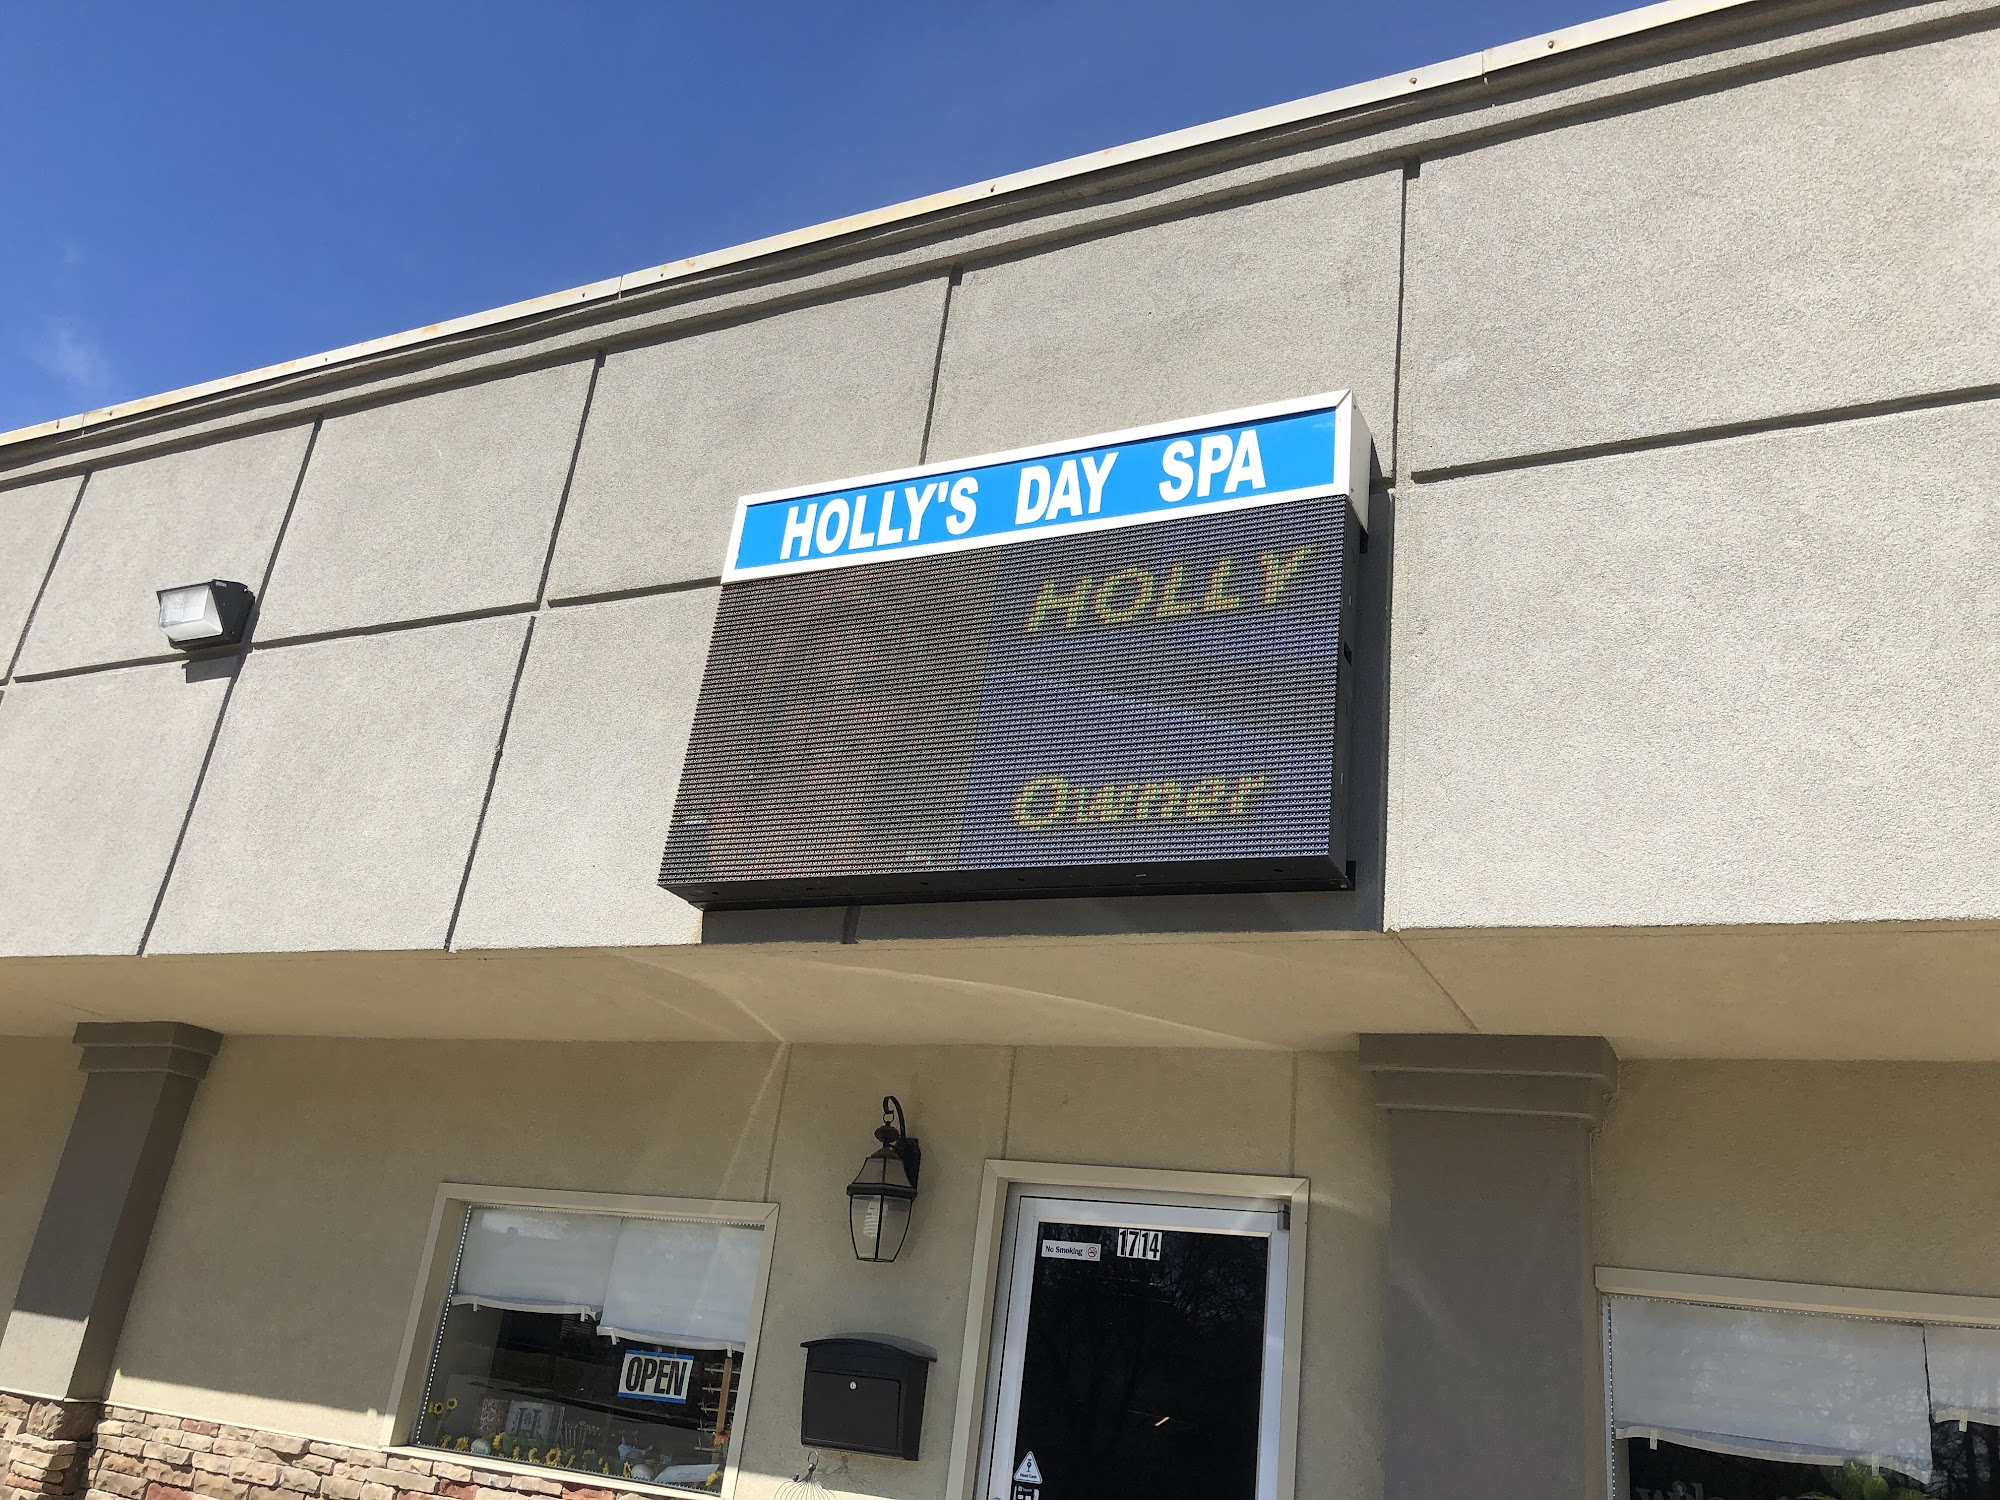 HOLLY'S DAY SPA
HOLLY
Owner
No Smoking
1714
OPEN
H